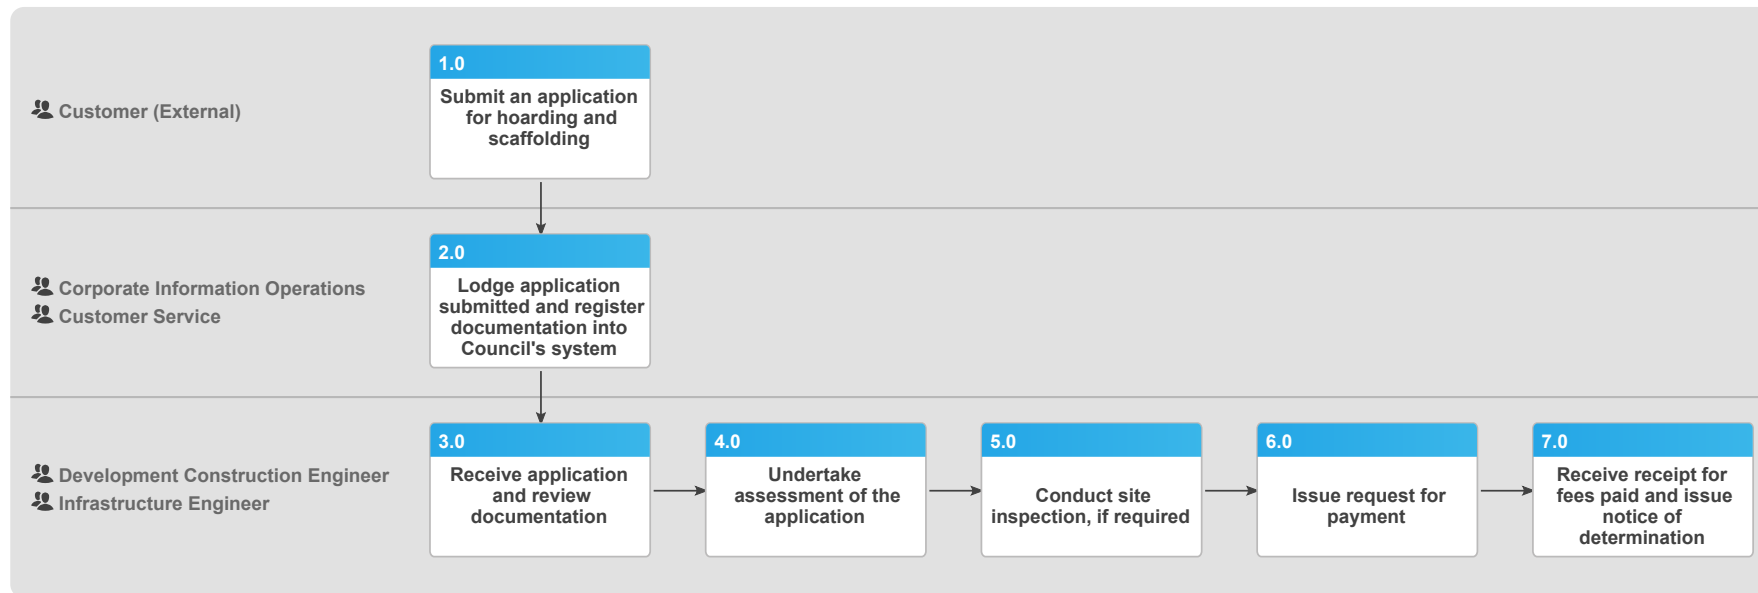 Customer (External)
1.0
Submit an application
for hoarding and
scaffolding
Corporate Information Operations
Customer Service
2.0
Lodge application
submitted and register
documentation into
Council's system
Development Construction Engineer
Infrastructure Engineer
3.0
Receive application
and review
documentation
4.0
Undertake
assessment of the
application
5.0
Conduct site
inspection, if required
6.0
Issue request for
payment
7.0
Receive receipt for
fees paid and issue
notice of
determination